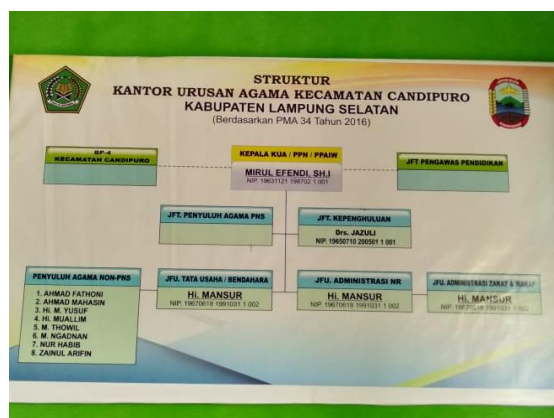 STRUKTUR
KANTOR URUSAN AGAMA KECAMATAN CANDIPURO
KABUPATEN LAMPUNG SELATAN
(Berdasarkan PMA 34 Tahun 2016)
BP-4
KECAMATAN CANDIPURO
KEPALA KUA / PPN / PPAIW
MIRUL EFENDI, SH.I
NIP. 19631121 198702 1 001
JFT PENGAWAS PENDIDIKAN
JFT. PENYULUH AGAMA PNS
JFT. KEPENGHULUAN
Drs. JAZULI
NIP. 19650710 200501 1 001
PENYULUH AGAMA NON-PNS
1. AHMAD FATHONI
2. AHMAD MAHASIN
3. Hi. M. YUSUF
4. Hi. MUALLIM
5. M. THOWIL
6. M. NGADNAN
7. NUR HABIB
8. ZAINUL ARIFIN
JFU. TATA USAHA / BENDAHARA
Hi. MANSUR
NIP. 19670618 1991031 1 002
JFU. ADMINISTRASI NR
Hi. MANSUR
NIP. 19670618 1991031 1 002
JFU. ADMINISTRASI ZAKAT & WAKAF
Hi. MANSUR
NIP. 19670618 1991031 1 002